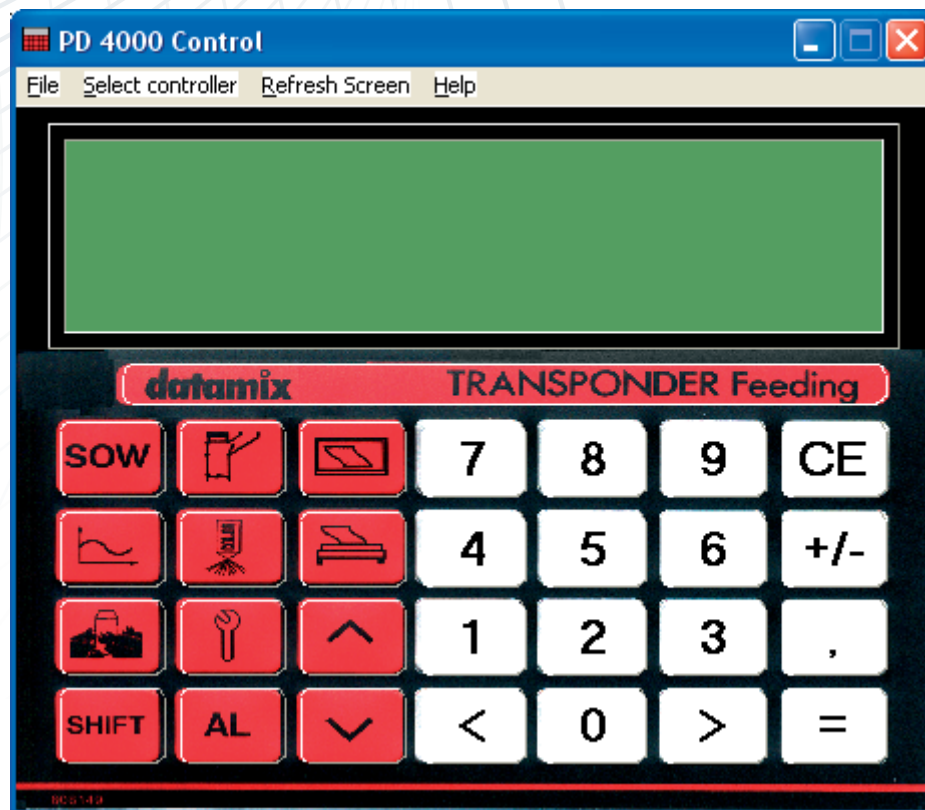 PD 4000 Control
File Select controller Refresh Screen Help
datamix TRANSPONDER Feeding
SOW 7 8 9 CE
4 5 6 +/-
1 2 3 ,
SHIFT AL < 0 > =